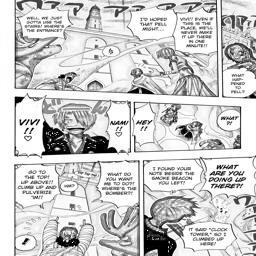 WELL, WE JUST
GOTTA USE THE
STAIRS! WHERE'S
THE ENTRANCE?
I'D HOPED
THAT PELL
MIGHT...
VIVI! EVEN IF
THIS IS THE
PLACE, WE'LL
NEVER MAKE
IT UP THERE
IN ONE
MINUTE!!
WHAT
HAP-
PENED
TO
PELL?
VIVI
!!
♡
NAMI
!! ♡
HEY
!!
WHAT
?!
GO TO THE
TOP! UP
ABOVE!!
CLIMB UP AND
PULVERIZE
'IM!!
WHAT DO YOU
WANT ME TO
DO?! WHERE'S
THE
BOMBER?!
I FOUND YOUR
NOTE BESIDE
THE SMOKE
BEACON YOU
LEFT!
WHAT ARE
YOU DOING
UP
THERE?!
IT SAID "CLOCK
TOWER," SO I
CLIMBED UP
HERE!